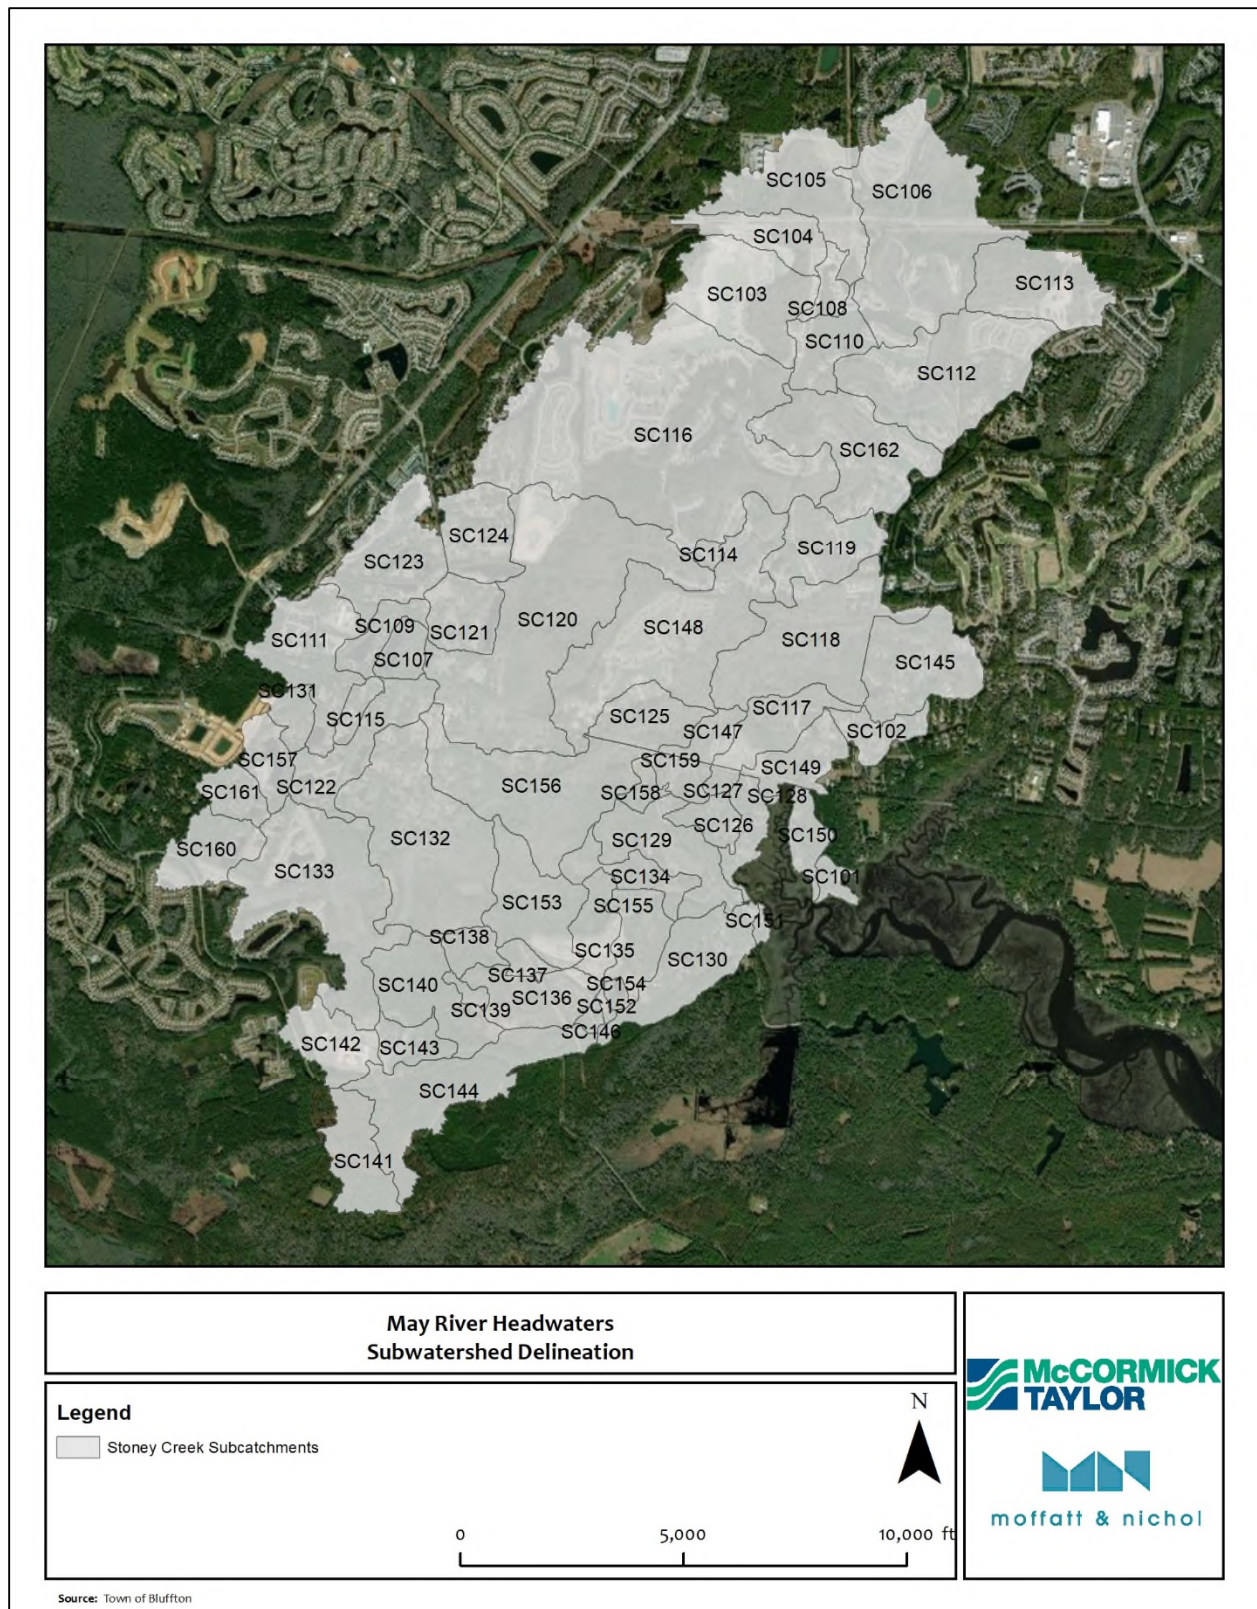 SC105
SC106
SC104
SC113
SC103
SC108
SC110
SC112
SC116
SC162
SC124
SC119
SC114
SC123
SC120
SC109
SC121
SC148
SC118
SC111
SC107
SC145
SC131
SC115
SC125
SC117
SC147
SC102
SC157
SC159
SC149
SC122
SC156
SC161
SC158
SC127
SC128
SC126
SC150
SC132
SC129
SC160
SC133
SC134
SC101
SC153
SC155
SC151
SC138
SC135
SC130
SC137
SC140
SC154
SC136
SC152
SC139
SC146
SC142
SC143
SC144
SC141
May River Headwaters
Subwatershed Delineation
Legend
Stoney Creek Subcatchments
N
0 5,000 10,000 ft
McCORMICK
TAYLOR
moffatt & nichol
Source: Town of Bluffton